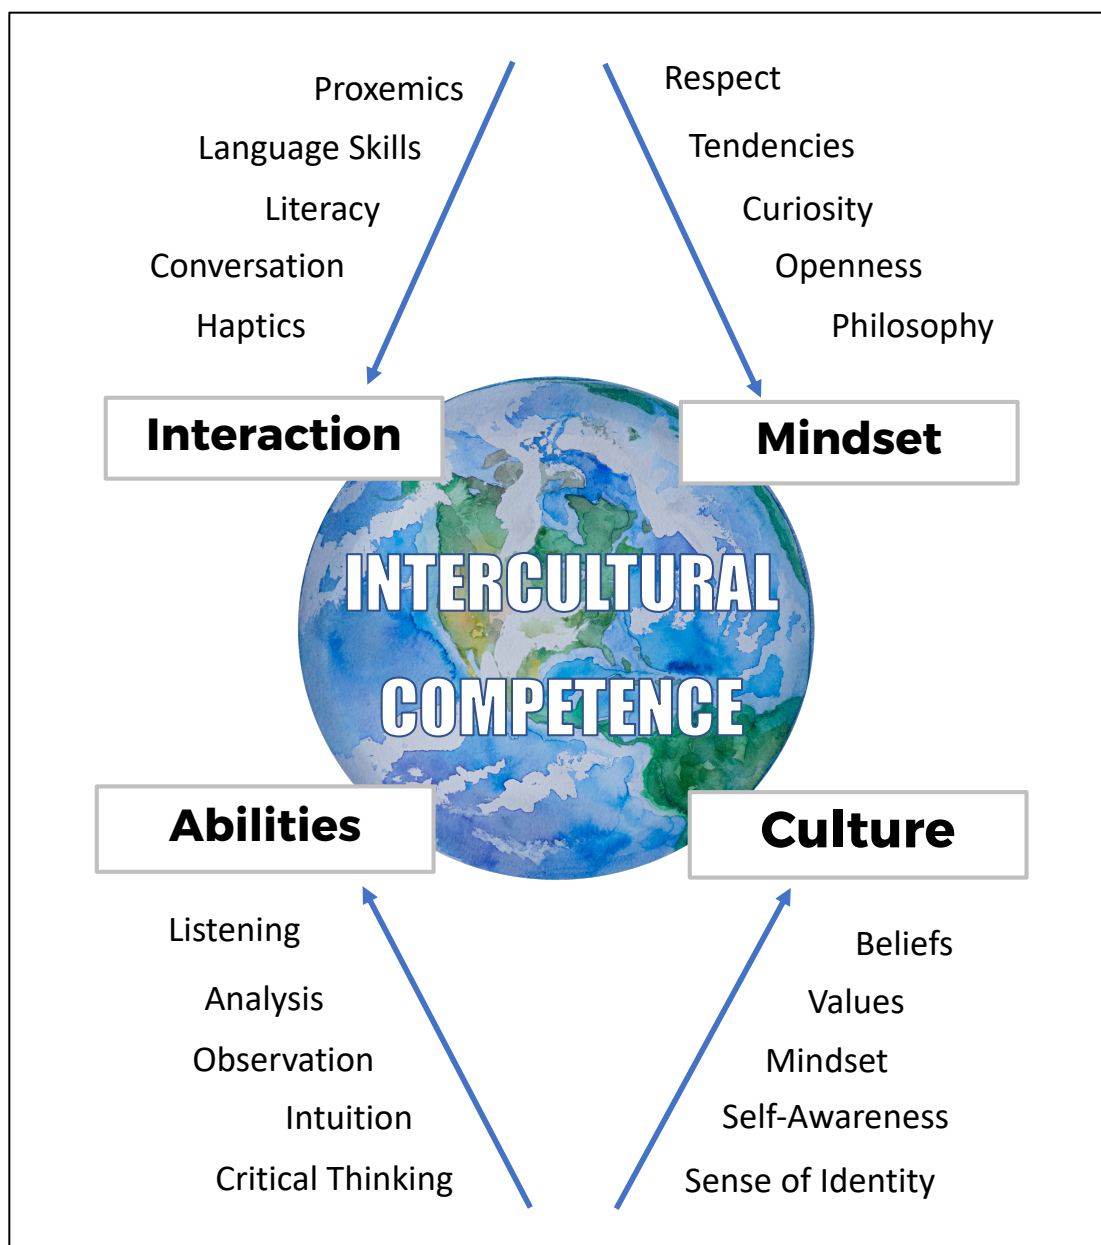 Proxemics
Language Skills
Literacy
Conversation
Haptics
Respect
Tendencies
Curiosity
Openness
Philosophy
Interaction
Mindset
INTERCULTURAL
COMPETENCE
Abilities
Culture
Listening
Analysis
Observation
Intuition
Critical Thinking
Beliefs
Values
Mindset
Self-Awareness
Sense of Identity